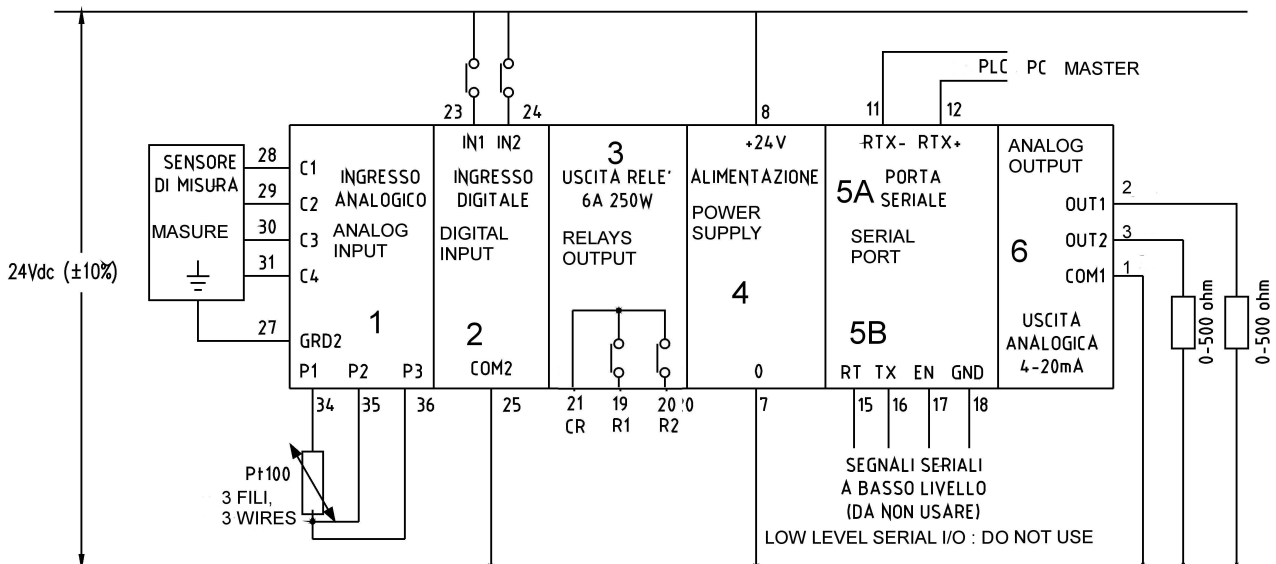 24Vdc (±10%)
23
24
8
11
12
PLC PC MASTER
SENSORE
DI MISURA
MASURE
28
29
30
31
27
C1
C2
C3
C4
GRD2
INGRESSO
ANALOGICO
ANALOG
INPUT
1
P1 P2 P3
34
35
36
Pt100
3 FILI,
3 WIRES
IN1 IN2
INGRESSO
DIGITALE
DIGITAL
INPUT
2
COM2
25
3
USCITA RELE'
6A 250W
RELAYS
OUTPUT
21
19
20
20
CR
R1
R2
+24V
ALIMENTAZIONE
POWER
SUPPLY
4
0
7
RTX- RTX+
5A
PORTA
SERIALE
SERIAL
PORT
5B
RT TX EN GND
15
16
17
18
SEGNALI SERIALI
A BASSO LIVELLO
(DA NON USARE)
LOW LEVEL SERIAL I/O : DO NOT USE
ANALOG
OUTPUT
OUT1
OUT2
COM1
6
USCITA
ANALOGICA
4-20mA
2
3
1
0-500 ohm
0-500 ohm